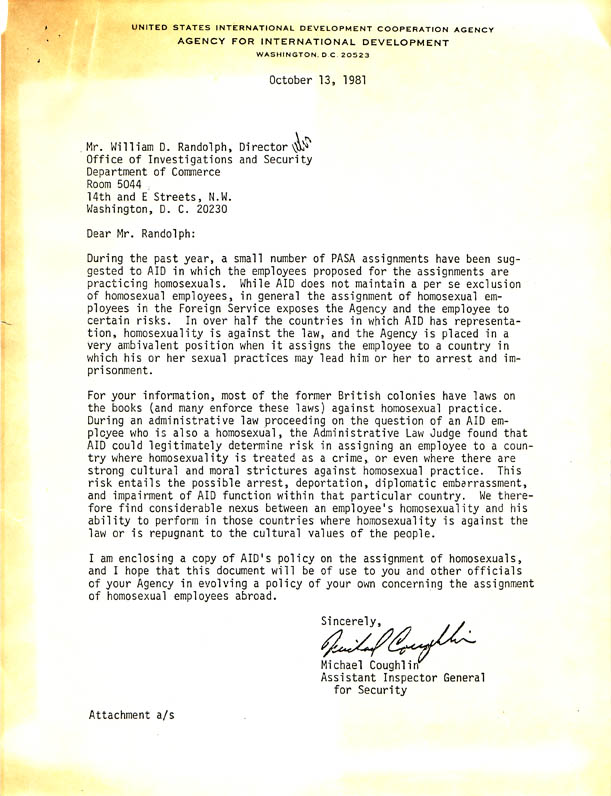 UNITED STATES INTERNATIONAL DEVELOPMENT COOPERATION AGENCY
AGENCY FOR INTERNATIONAL DEVELOPMENT
WASHINGTON, D.C. 20523
October 13, 1981
Mr. William D. Randolph, Director
Office of Investigations and Security
Department of Commerce
Room 5044
14th and E Streets, N.W.
Washington, D. C. 20230
Dear Mr. Randolph:
During the past year, a small number of PASA assignments have been sug-
gested to AID in which the employees proposed for the assignments are
practicing homosexuals. While AID does not maintain a per se exclusion
of homosexual employees, in general the assignment of homosexual em-
ployees in the Foreign Service exposes the Agency and the employee to
certain risks. In over half the countries in which AID has representa-
tion, homosexuality is against the law, and the Agency is placed in a
very ambivalent position when it assigns the employee to a country in
which his or her sexual practices may lead him or her to arrest and im-
prisonment.
For your information, most of the former British colonies have laws on
the books (and many enforce these laws) against homosexual practice.
During an administrative law proceeding on the question of an AID em-
ployee who is also a homosexual, the Administrative Law Judge found that
AID could legitimately determine risk in assigning an employee to a coun-
try where homosexuality is treated as a crime, or even where there are
strong cultural and moral strictures against homosexual practice. This
risk entails the possible arrest, deportation, diplomatic embarrassment,
and impairment of AID function within that particular country. We there-
fore find considerable nexus between an employee's homosexuality and his
ability to perform in those countries where homosexuality is against the
law or is repugnant to the cultural values of the people.
I am enclosing a copy of AID's policy on the assignment of homosexuals,
and I hope that this document will be of use to you and other officials
of your Agency in evolving a policy of your own concerning the assignment
of homosexual employees abroad.
Sincerely,
Michael Coughlin
Michael Coughlin
Assistant Inspector General
for Security
Attachment a/s